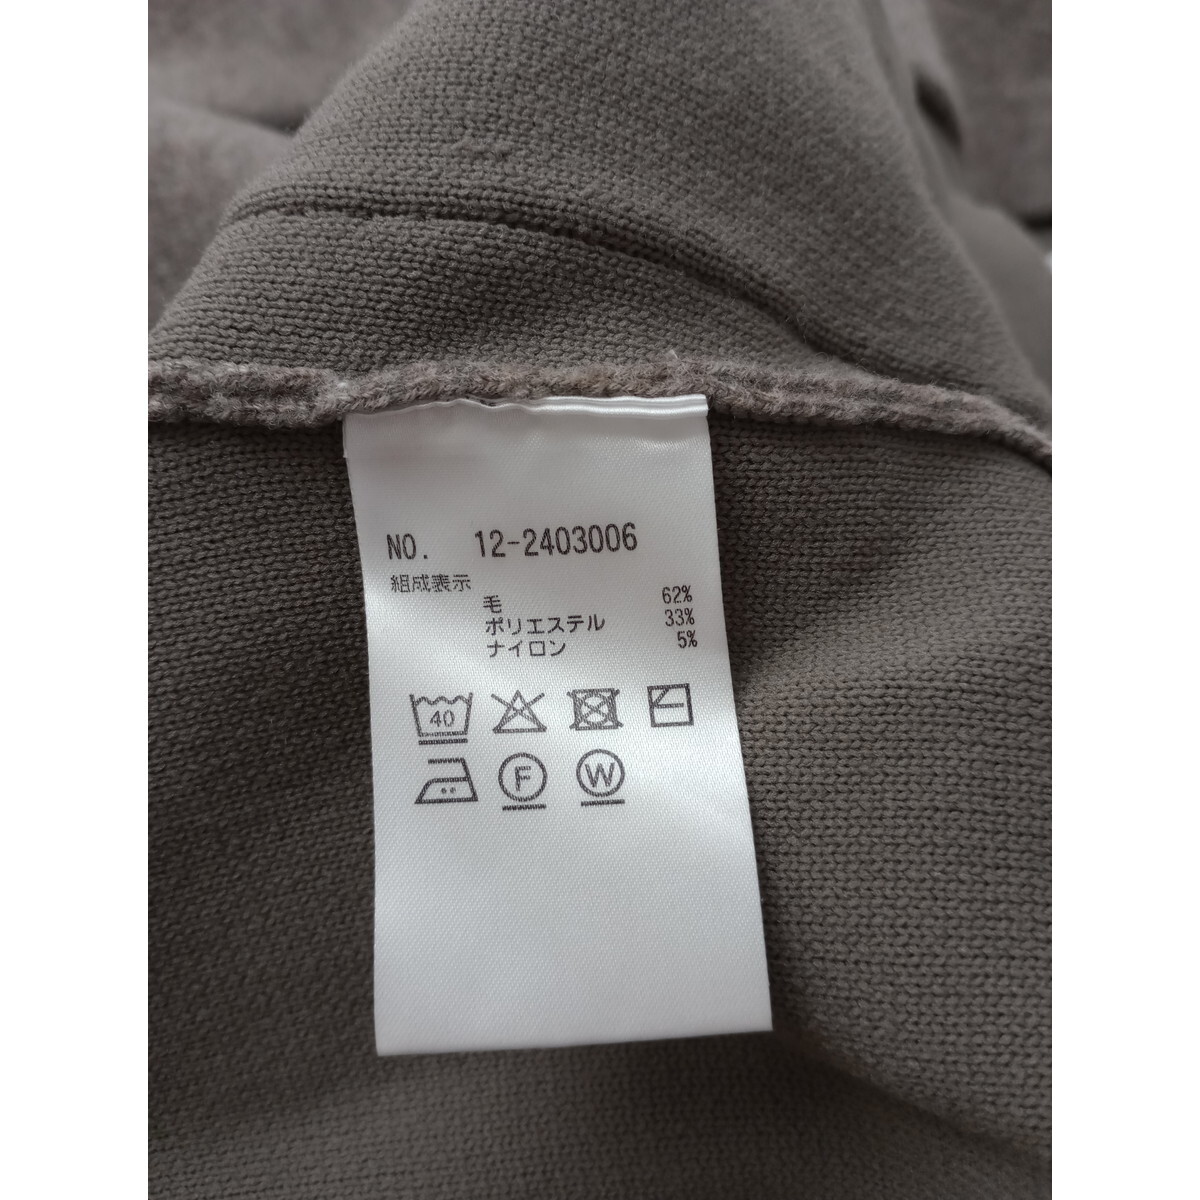 NO. 12-2403006
組成表示
毛 62%
ポリエステル 33%
ナイロン 5%
40
F W